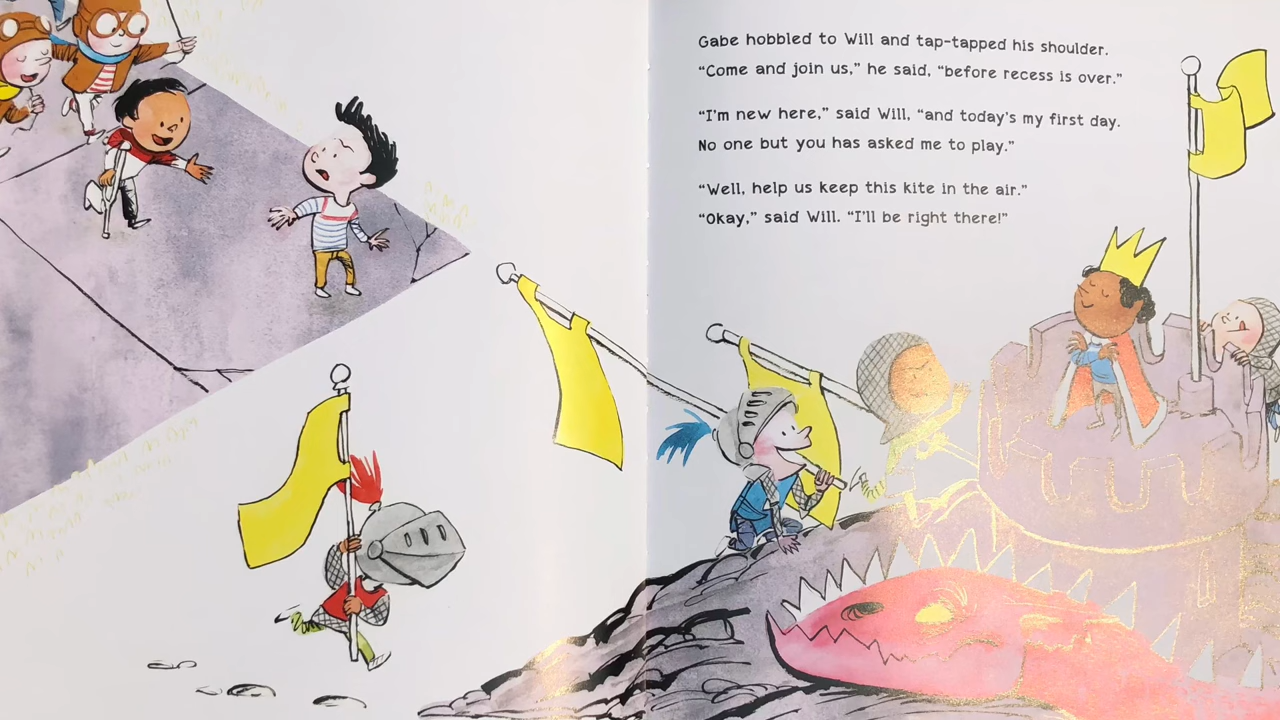 Gabe hobbled to Will and tap-tapped his shoulder.
“Come and join us,” he said, “before recess is over.”
“I'm new here,” said Will, “and today's my first day.
No one but you has asked me to play.”
“Well, help us keep this kite in the air.”
“Okay,” said Will. “I'll be right there!”